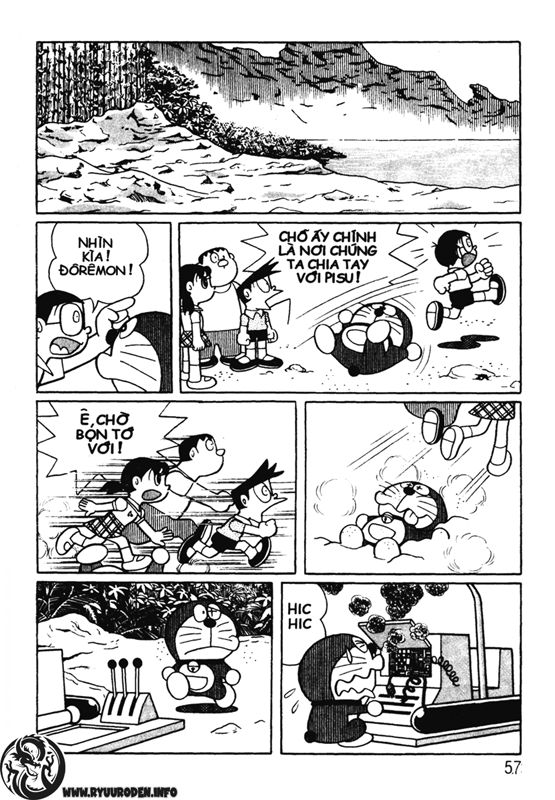 NHÌN
KÌA!
ĐÔRÊMON!
CHỖ ẤY CHÍNH
LÀ NƠI CHÚNG
TA CHIA TAY
VỚI PISU!
Ê, CHỜ
BỌN TỚ
VỚI!
HIC
HIC
57
WWW.RYUURODEN.INFO